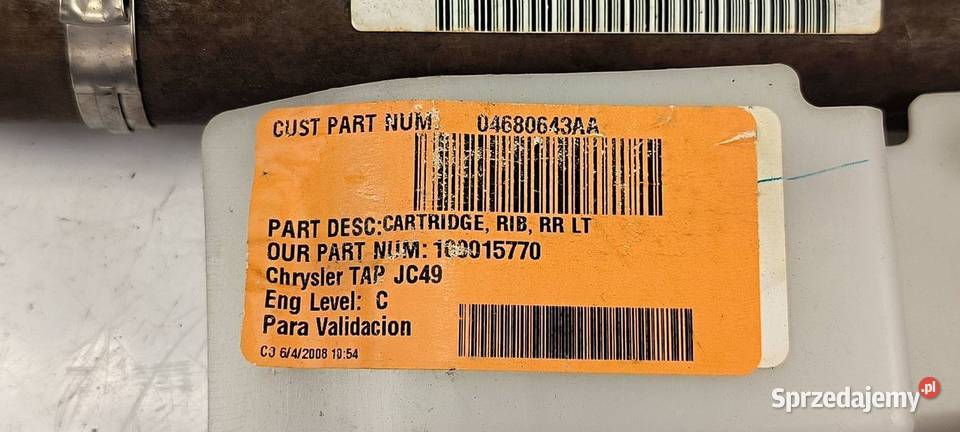 CUST PART NUM: 04680643AA
PART DESC:CARTRIDGE, RIB, RR LT
OUR PART NUM: 100015770
Chrysler TAP JC49
Eng Level: C
Para Validacion
6/4/2008 10:54
Sprzedajemy.pl